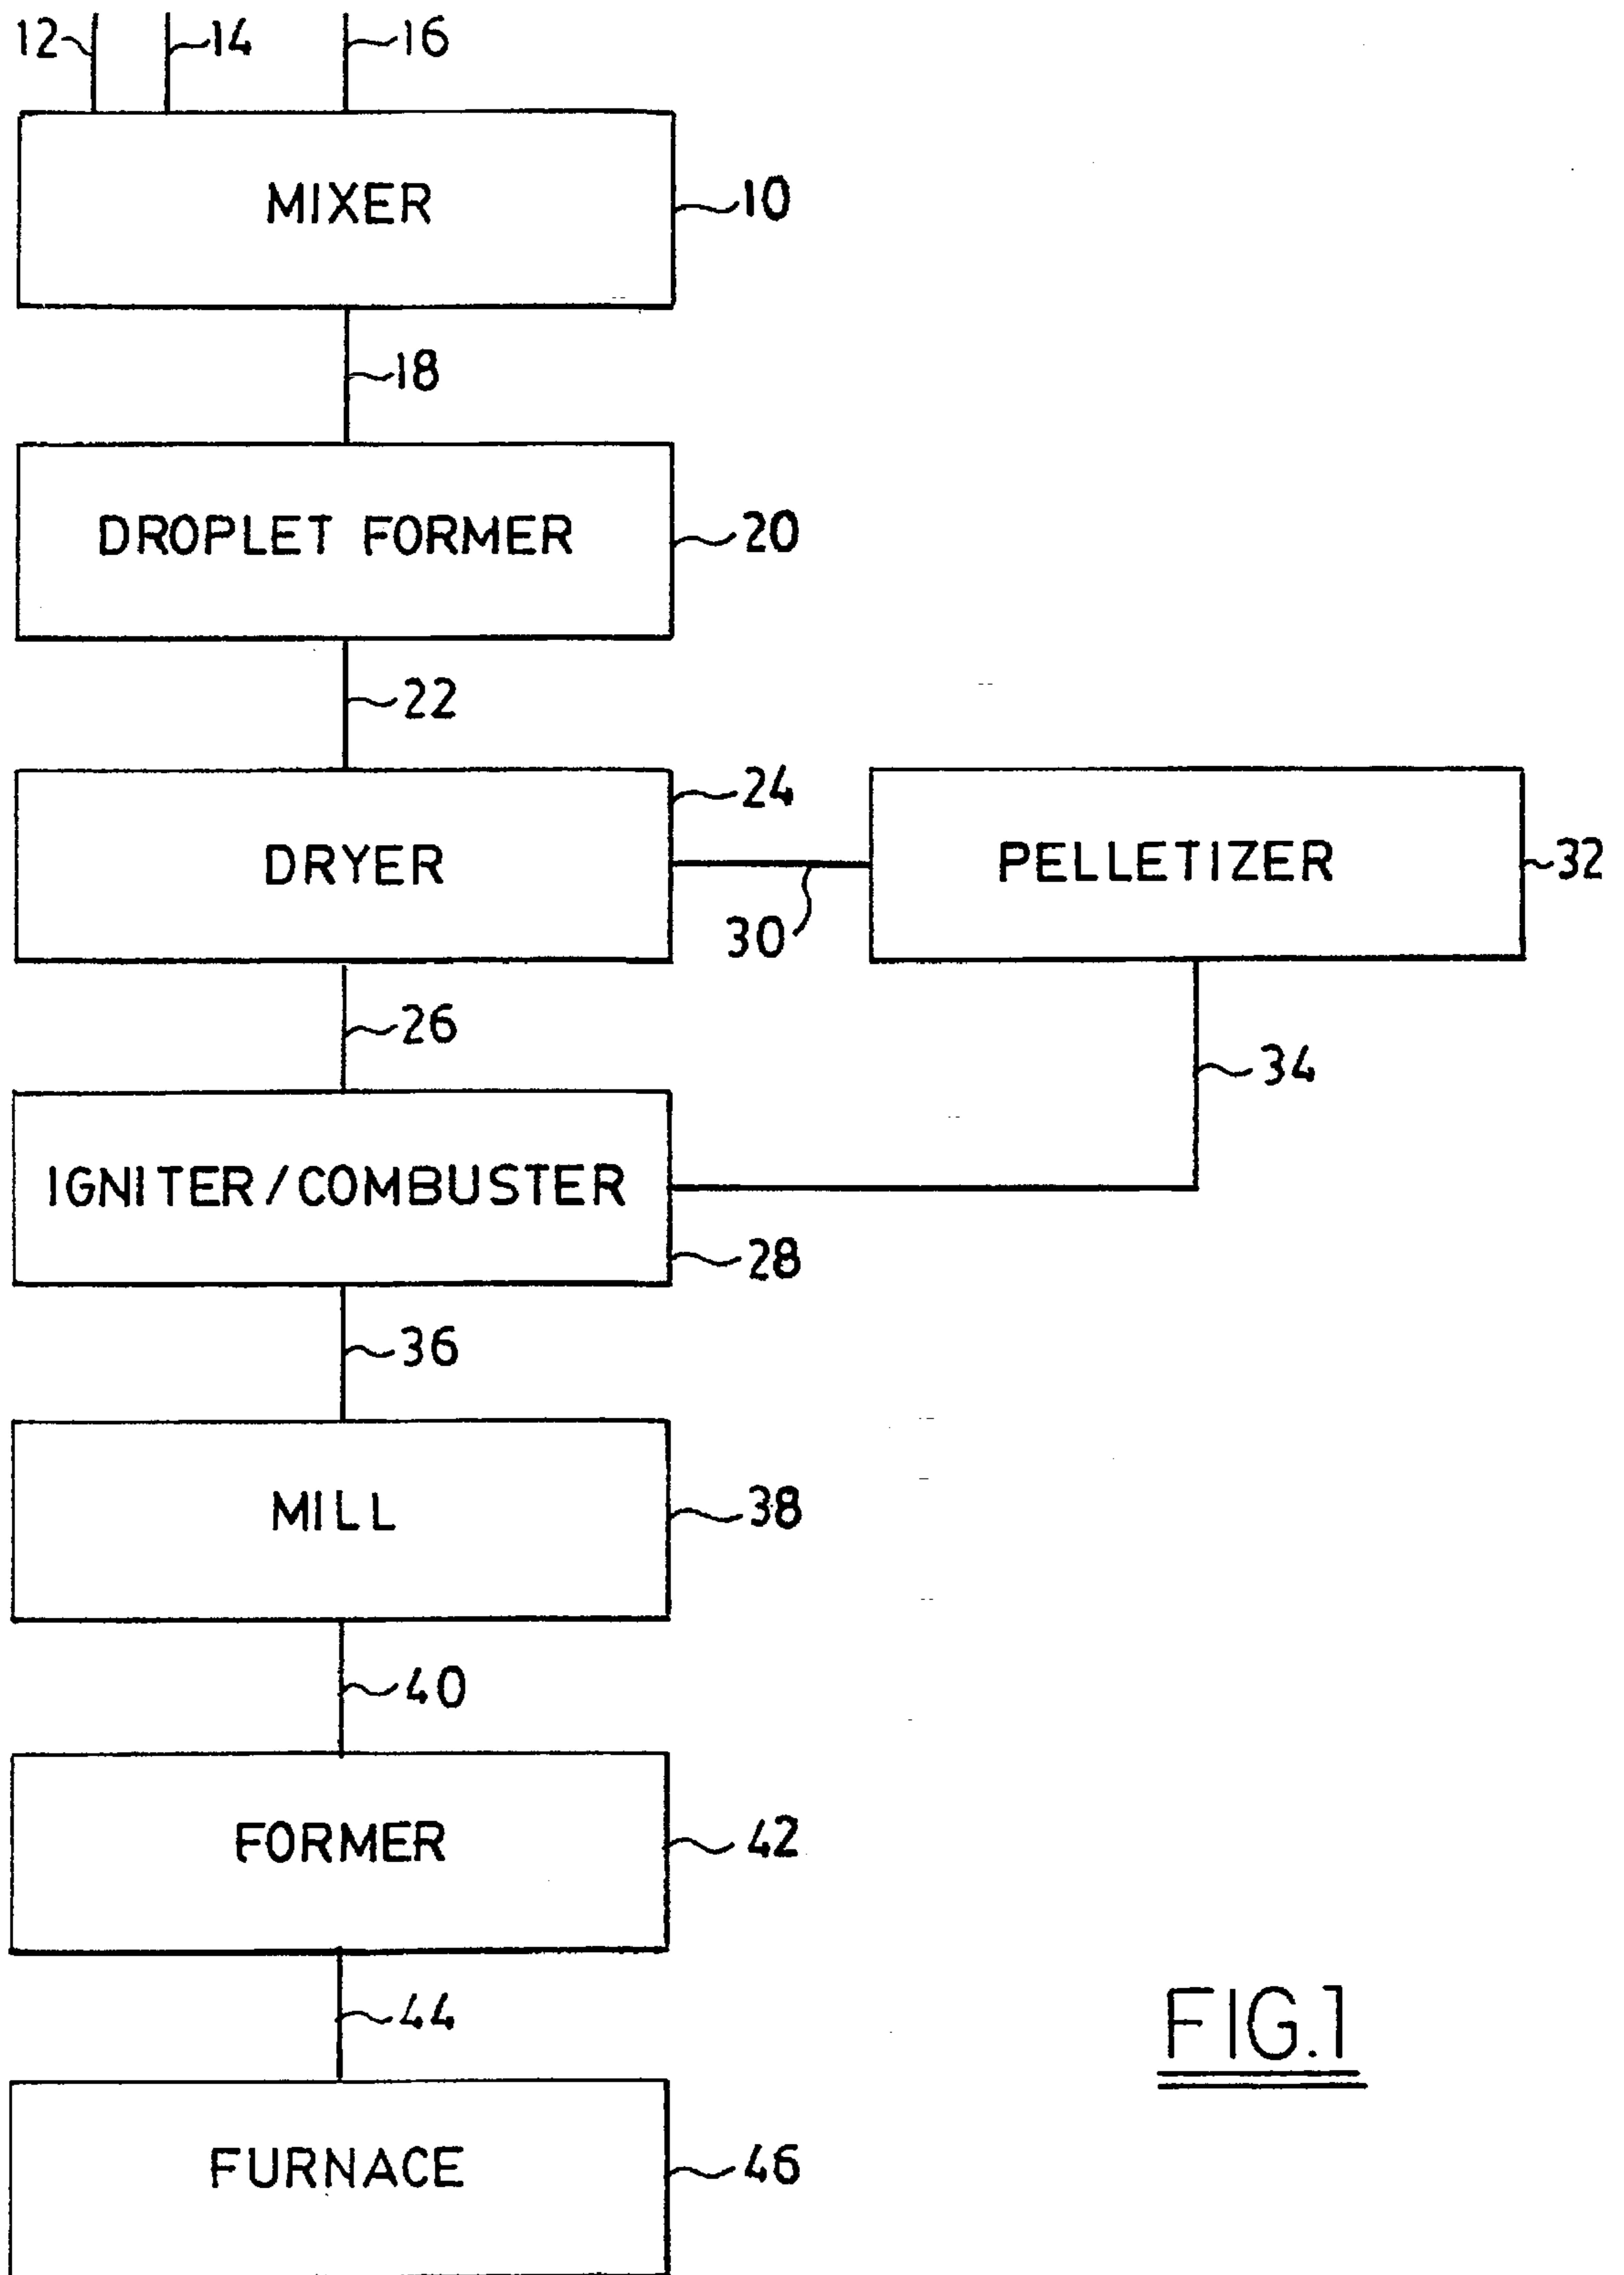 12
14
16
MIXER
10
18
DROPLET FORMER
20
22
24
DRYER
PELLETIZER
32
30
26
34
IGNITER/COMBUSTER
28
36
MILL
38
40
FORMER
42
44
FURNACE
46
FIG.1